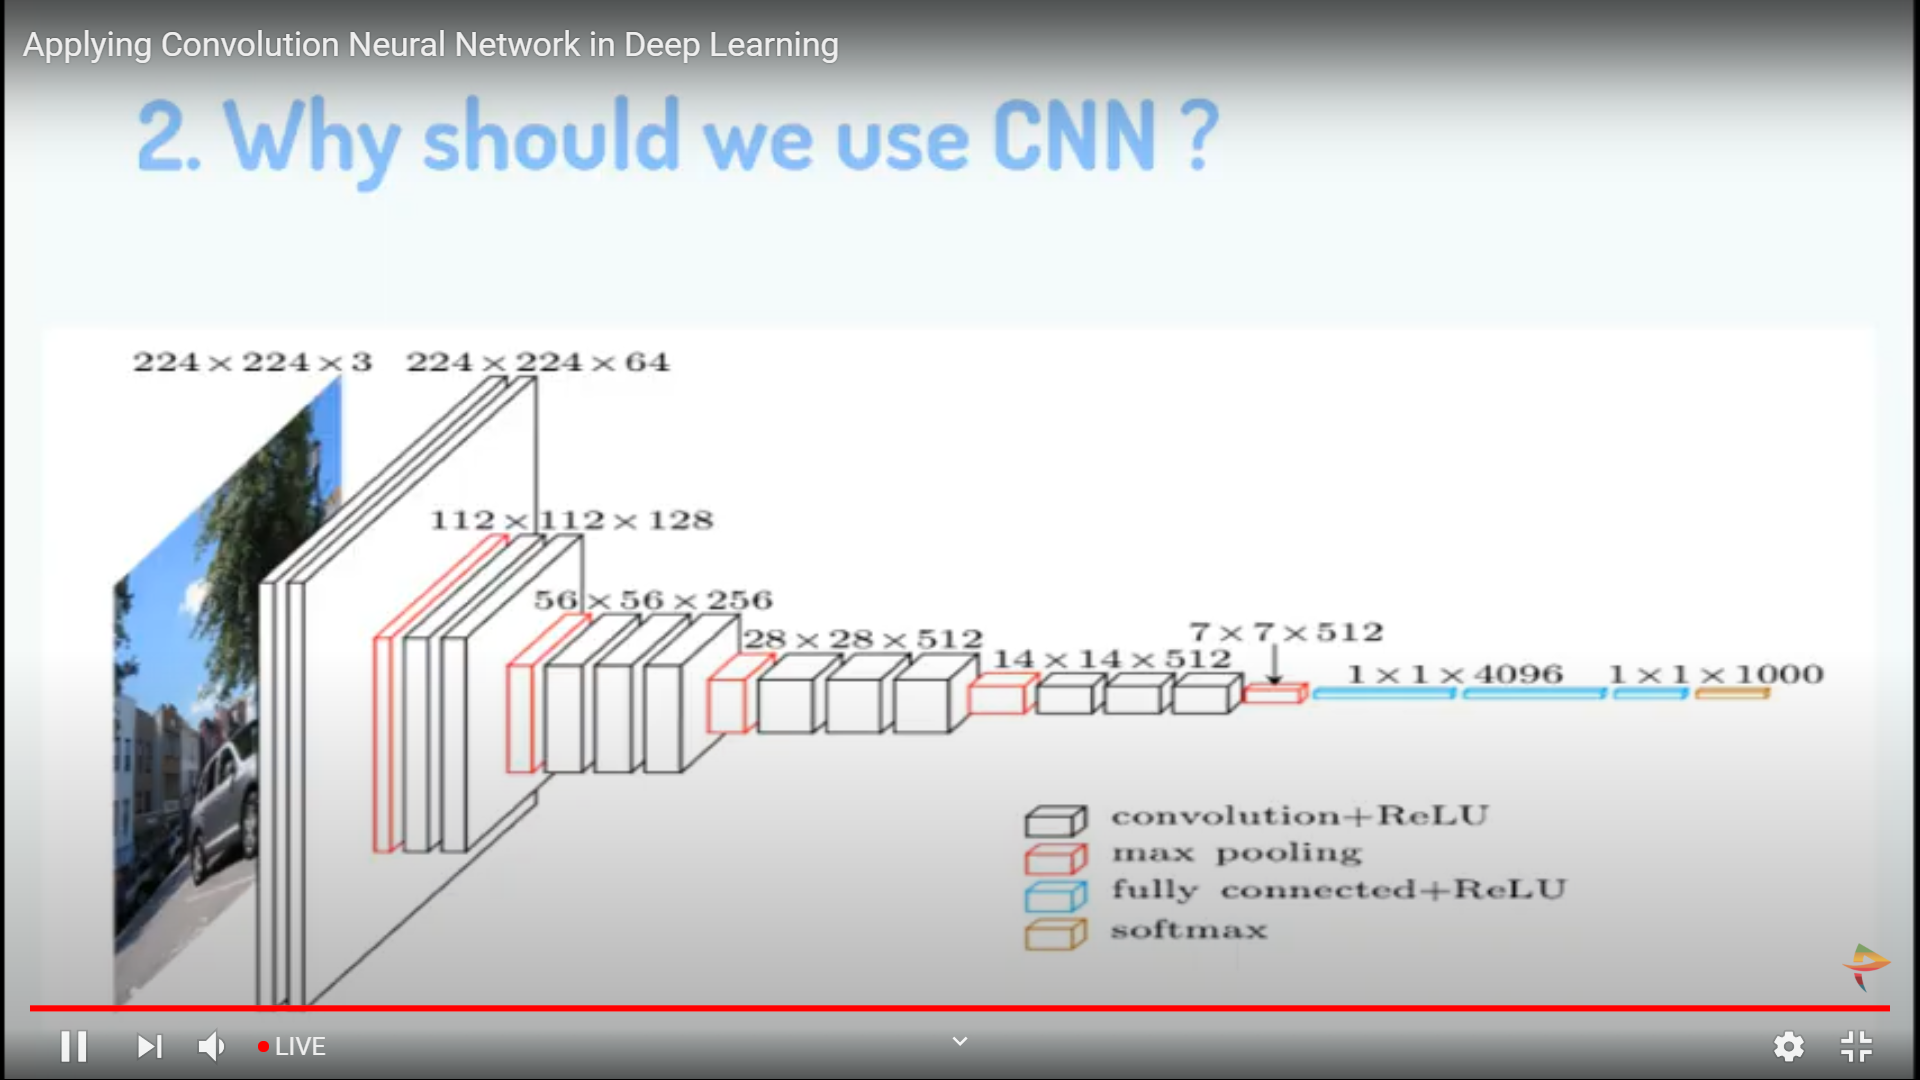 Applying Convolution Neural Network in Deep Learning
2. Why should we use CNN ?
224 × 224 × 3
224 × 224 × 64
112 × 112 × 128
56 × 56 × 256
28 × 28 × 512
14 × 14 × 512
7 × 7 × 512
1 × 1 × 4096
1 × 1 × 1000
convolution+ReLU
max pooling
fully connected+ReLU
softmax
LIVE